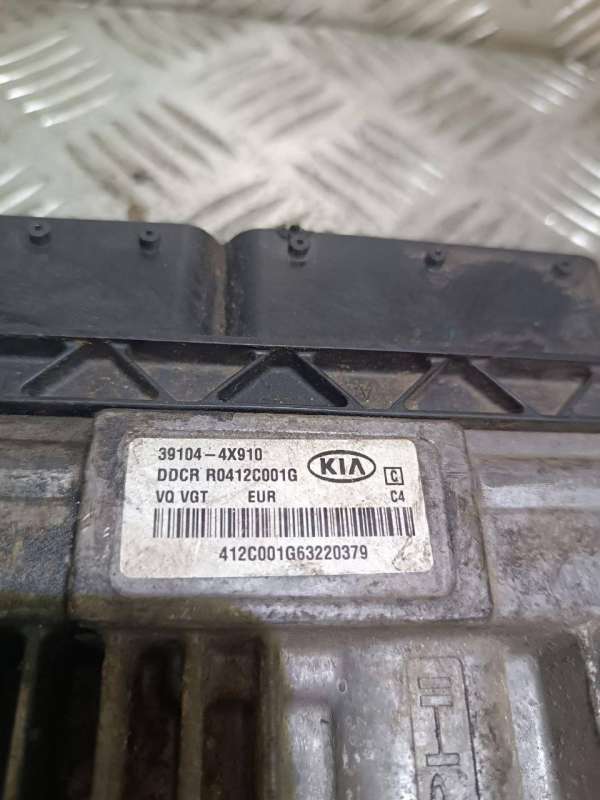 39104-4X910
KIA
DDCR R0412C001G
C
VQ VGT EUR C4
412C001G63220379